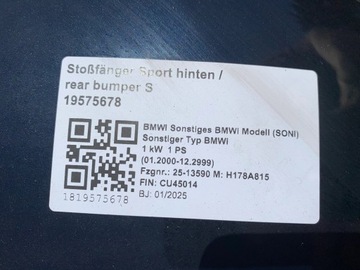 Stoßfänger Sport hinten /
rear bumper S
19575678
BMWI Sonstiges BMWI Modell (SONI)
Sonstiger Typ BMWI
1 kW 1 PS
(01.2000-12.2999)
Fzgnr.: 25-13590 M: H178A815
FIN: CU45014
BJ: 01/2025
1819575678